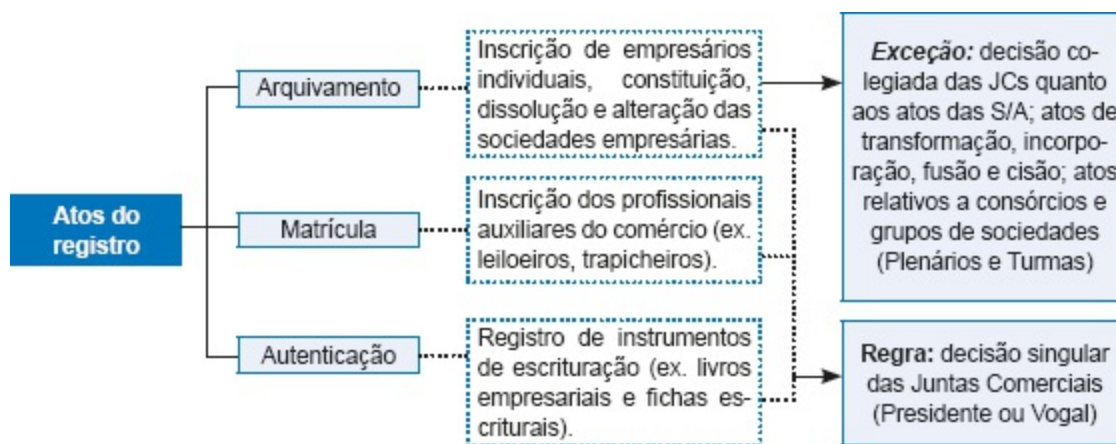 Atos do
registro
Arquivamento
Inscrição de empresários
individuais, constituição,
dissolução e alteração das
sociedades empresárias.
Exceção: decisão co-
legiada das JCs quanto
aos atos das S/A; atos de
transformação, incorpo-
ração, fusão e cisão; atos
relativos a consórcios e
grupos de sociedades
(Plenários e Turmas)
Matrícula
Inscrição dos profissionais
auxiliares do comércio (ex.
leiloeiros, trapicheiros).
Autenticação
Registro de instrumentos
de escrituração (ex. livros
empresariais e fichas es-
criturais).
Regra: decisão singular
das Juntas Comerciais
(Presidente ou Vogal)